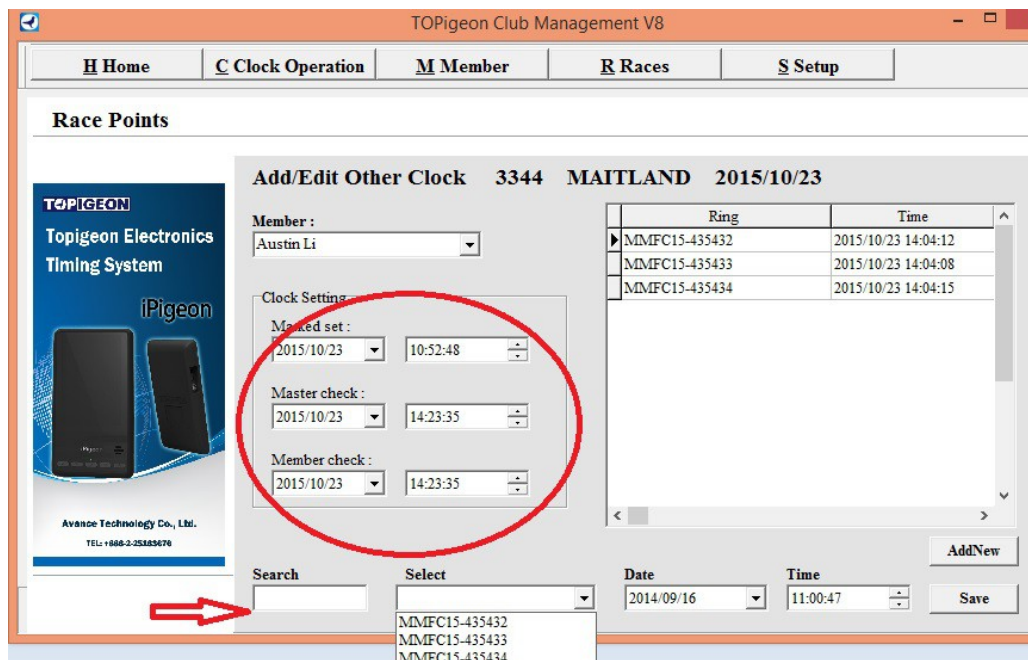 TOPigeon Club Management V8
H Home C Clock Operation M Member R Races S Setup
Race Points
Add/Edit Other Clock 3344 MAITLAND 2015/10/23
TOPIGEON
Topigeon Electronics
Timing System
iPigeon
Avance Technology Co., Ltd.
Member :
Austin Li
Clock Setting
Marked set :
2015/10/23 10:52:48
Master check :
2015/10/23 14:23:35
Member check :
2015/10/23 14:23:35
Ring Time
MMFC15-435432 2015/10/23 14:04:12
MMFC15-435433 2015/10/23 14:04:08
MMFC15-435434 2015/10/23 14:04:15
AddNew
Search Select Date Time
2014/09/16 11:00:47 Save
MMFC15-435432
MMFC15-435433
MMFC15-435434